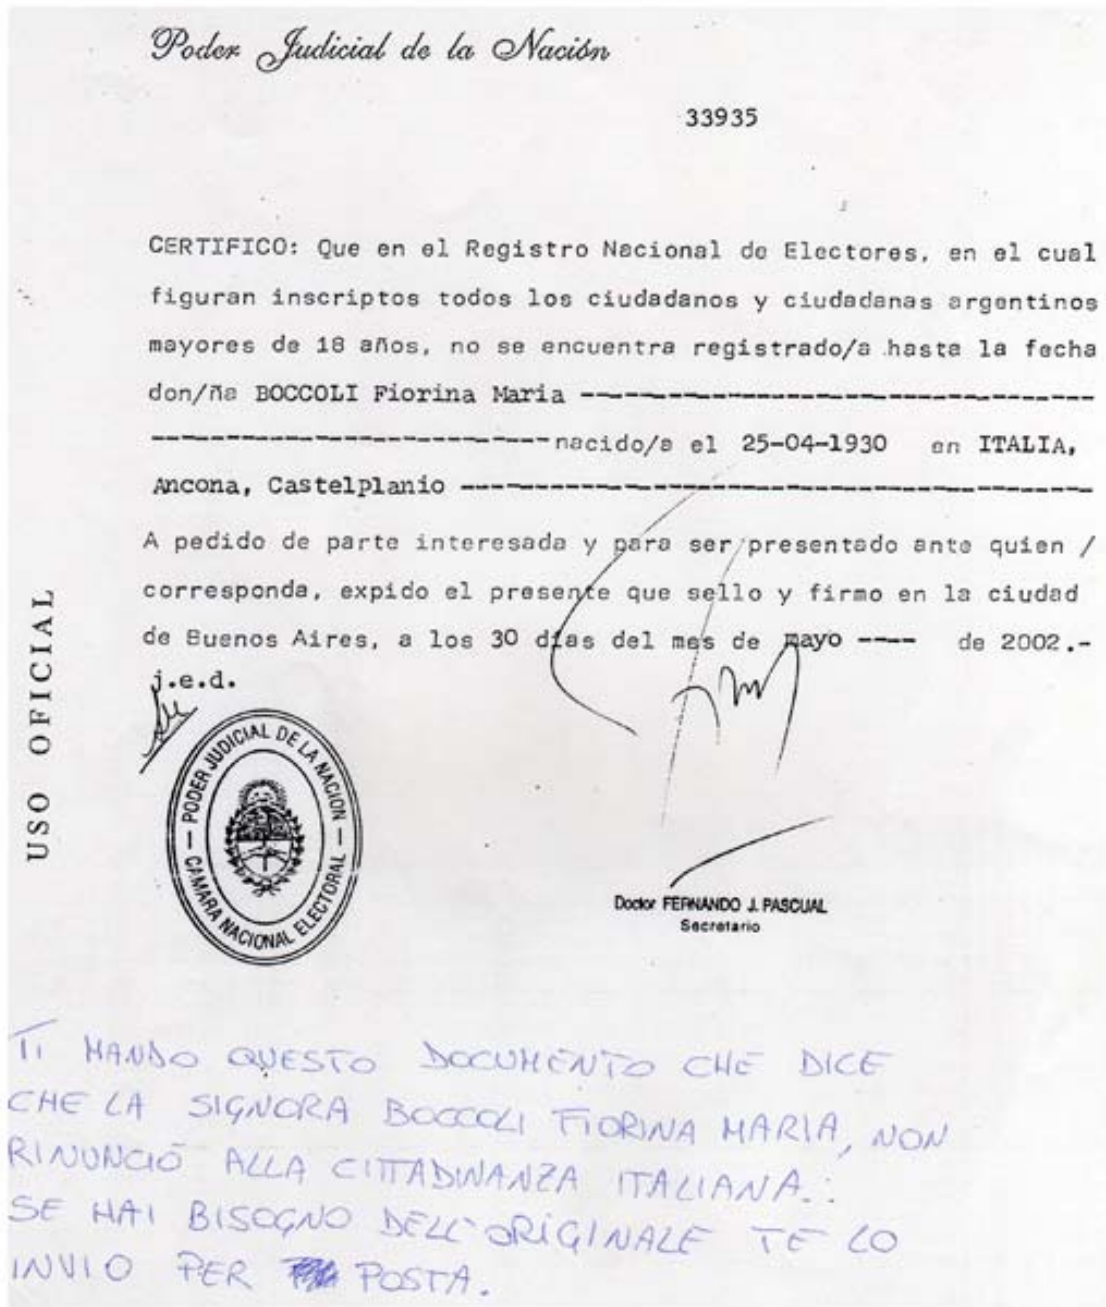 Poder Judicial de la Nación
33935
CERTIFICO: Que en el Registro Nacional de Electores, en el cual
figuran inscriptos todos los ciudadanos y ciudadanas argentinos
mayores de 18 años, no se encuentra registrado/a hasta la fecha
don/ña BOCCOLI Fiorina Maria ------------------------------------
---------------------------- nacido/a el 25-04-1930 en ITALIA,
Ancona, Castelplanio --------------------------------------------
A pedido de parte interesada y para ser presentado ante quien /
corresponda, expido el presente que sello y firmo en la ciudad
de Buenos Aires, a los 30 días del mes de mayo ---- de 2002.-
j.e.d.
USO OFICIAL
PODER JUDICIAL DE LA NACION
CAMARA NACIONAL ELECTORAL
Doctor FERNANDO J. PASCUAL
Secretario
TI MANDO QUESTO DOCUMENTO CHE DICE
CHE LA SIGNORA BOCCOLI FIORINA MARIA, NON
RINUNCIÓ ALLA CITTADINANZA ITALIANA.
SE HAI BISOGNO DELL'ORIGINALE TE LO
INVIO PER POSTA.